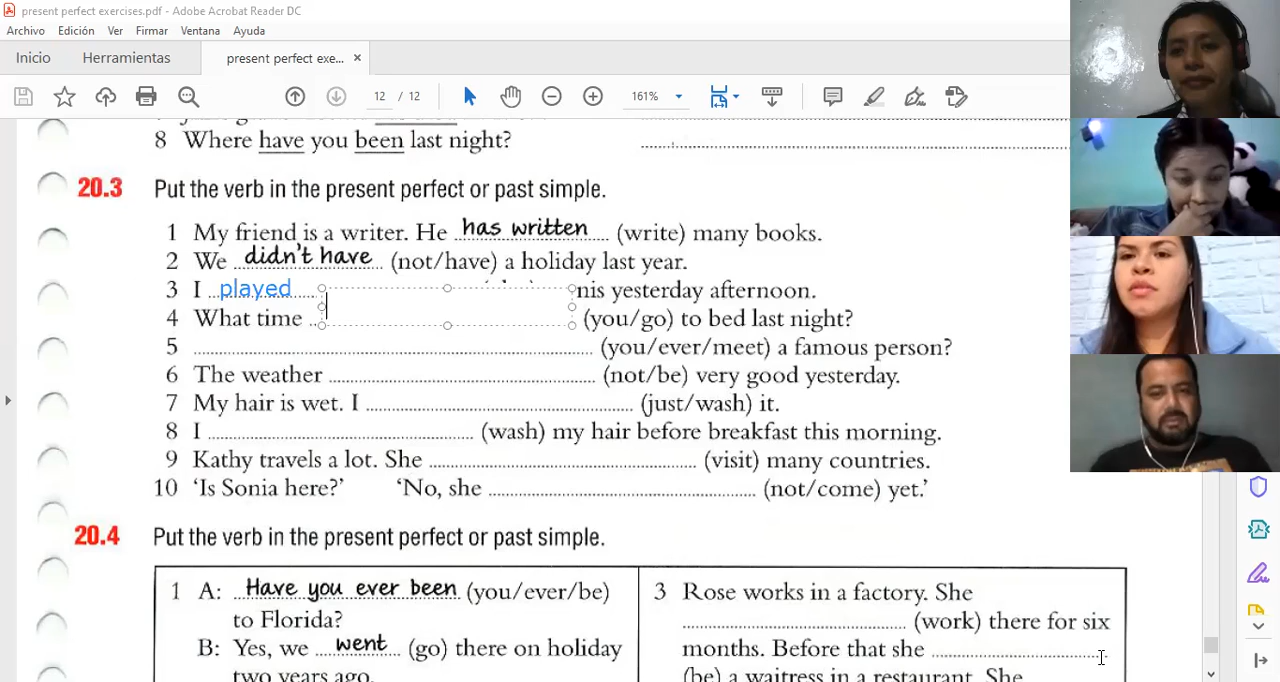 present perfect exercises.pdf - Adobe Acrobat Reader DC
Archivo Edición Ver Firmar Ventana Ayuda
Inicio Herramientas present perfect exe... ×
12 / 12 161%
8 Where have you been last night?
20.3 Put the verb in the present perfect or past simple.
1 My friend is a writer. He has written (write) many books.
2 We didn't have (not/have) a holiday last year.
3 I played nis yesterday afternoon.
4 What time (you/go) to bed last night?
5 (you/ever/meet) a famous person?
6 The weather (not/be) very good yesterday.
7 My hair is wet. I (just/wash) it.
8 I (wash) my hair before breakfast this morning.
9 Kathy travels a lot. She (visit) many countries.
10 ‘Is Sonia here?’ ‘No, she (not/come) yet.’
20.4 Put the verb in the present perfect or past simple.
1 A: Have you ever been (you/ever/be)
to Florida?
B: Yes, we went (go) there on holiday
two years ago.
3 Rose works in a factory. She
(work) there for six
months. Before that she
(be) a waitress in a restaurant. She